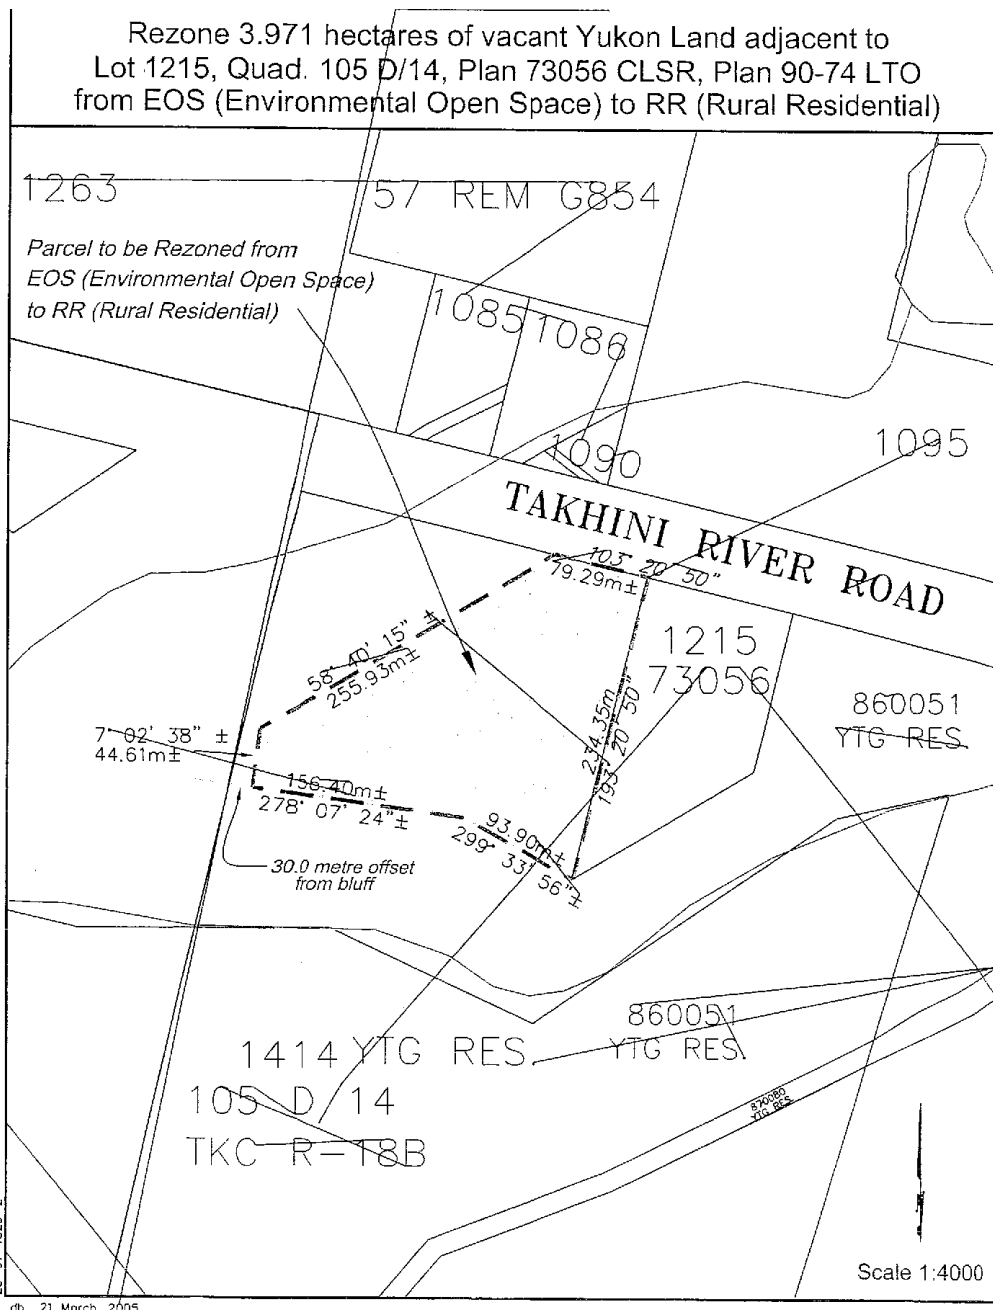 Rezone 3.971 hectares of vacant Yukon Land adjacent to
Lot 1215, Quad. 105 D/14, Plan 73056 CLSR, Plan 90-74 LTO
from EOS (Environmental Open Space) to RR (Rural Residential)
1263
57 REM G854
Parcel to be Rezoned from
EOS (Environmental Open Space)
to RR (Rural Residential)
1085
1086
1090
1095
TAKHINI RIVER ROAD
103° 20' 50"
79.29m±
58° 40' 15" ±
255.93m±
1215
73056
234.35m
193° 20' 50"
860051
YTG RES
7° 02' 38" ±
44.61m±
156.40m±
278° 07' 24"±
93.90m±
299° 33' 56"±
30.0 metre offset
from bluff
860051
YTG RES.
1414 YTG RES.
105 D 14
TKC R-18B
870080
YTG RES
N
Scale 1:4000
db 21 March 2005